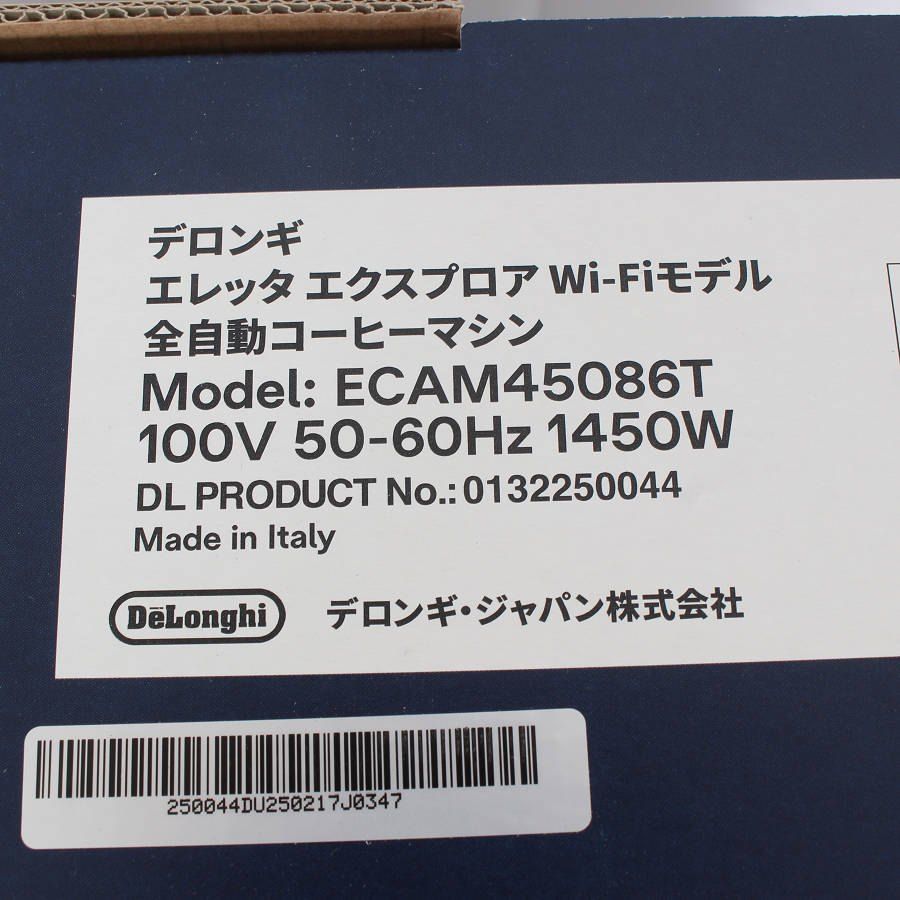 デロンギ
エレッタ エクスプロア Wi-Fiモデル
全自動コーヒーマシン
Model: ECAM45086T
100V 50-60Hz 1450W
DL PRODUCT No.: 0132250044
Made in Italy
DeLonghi デロンギ・ジャパン株式会社
250044DU250217J0347